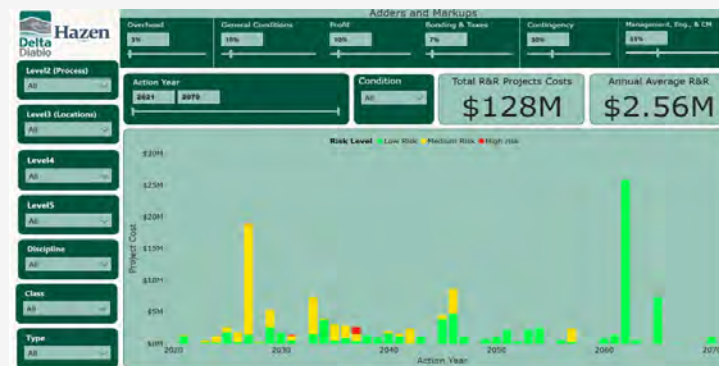 Delta
Diablo
Hazen
Adders and Markups
Overhead
General Conditions
Profit
Bonding & Taxes
Contingency
Management, Eng., & CM
5%
10%
10%
7%
30%
Level2 (Process)
All
Level3 (Locations)
All
Level4
All
Level5
All
Discipline
All
Class
All
Type
All
Action Year
2021
2070
Condition
All
Total R&R Projects Costs
$128M
Annual Average R&R
$2.56M
Risk Level
Low Risk
Medium Risk
High risk
$30M
$25M
$20M
$15M
$10M
$5M
$0M
Project Cost
2020
2030
2040
2050
2060
2070
Action Year